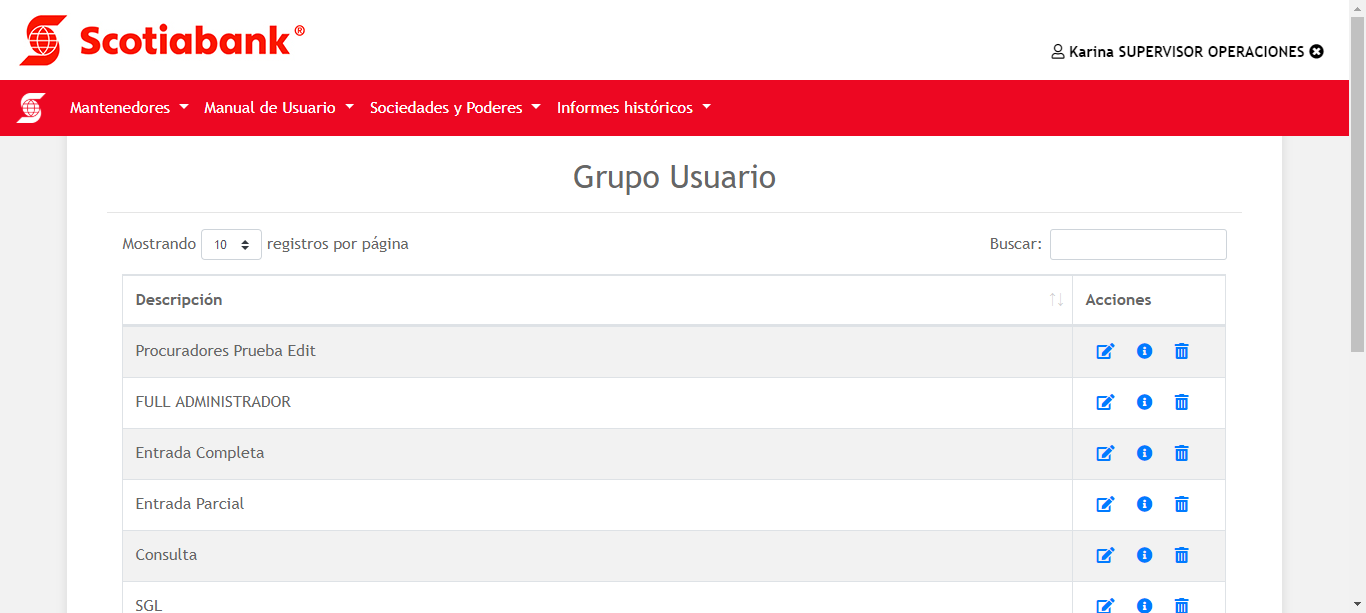 Scotiabank®
Karina SUPERVISOR OPERACIONES
Mantenedores Manual de Usuario Sociedades y Poderes Informes históricos
Grupo Usuario
Mostrando 10 registros por página Buscar:
Descripción Acciones
Procuradores Prueba Edit
FULL ADMINISTRADOR
Entrada Completa
Entrada Parcial
Consulta
SGL